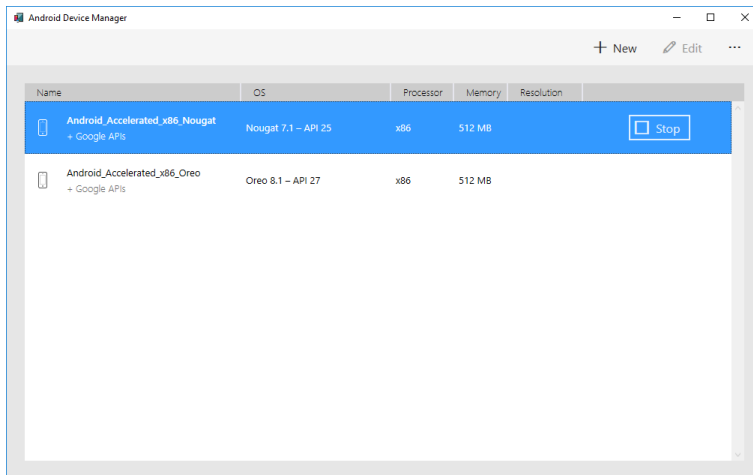 Android Device Manager
New Edit ...
Name OS Processor Memory Resolution
Android_Accelerated_x86_Nougat
+ Google APIs
Nougat 7.1 – API 25 x86 512 MB Stop
Android_Accelerated_x86_Oreo
+ Google APIs
Oreo 8.1 – API 27 x86 512 MB